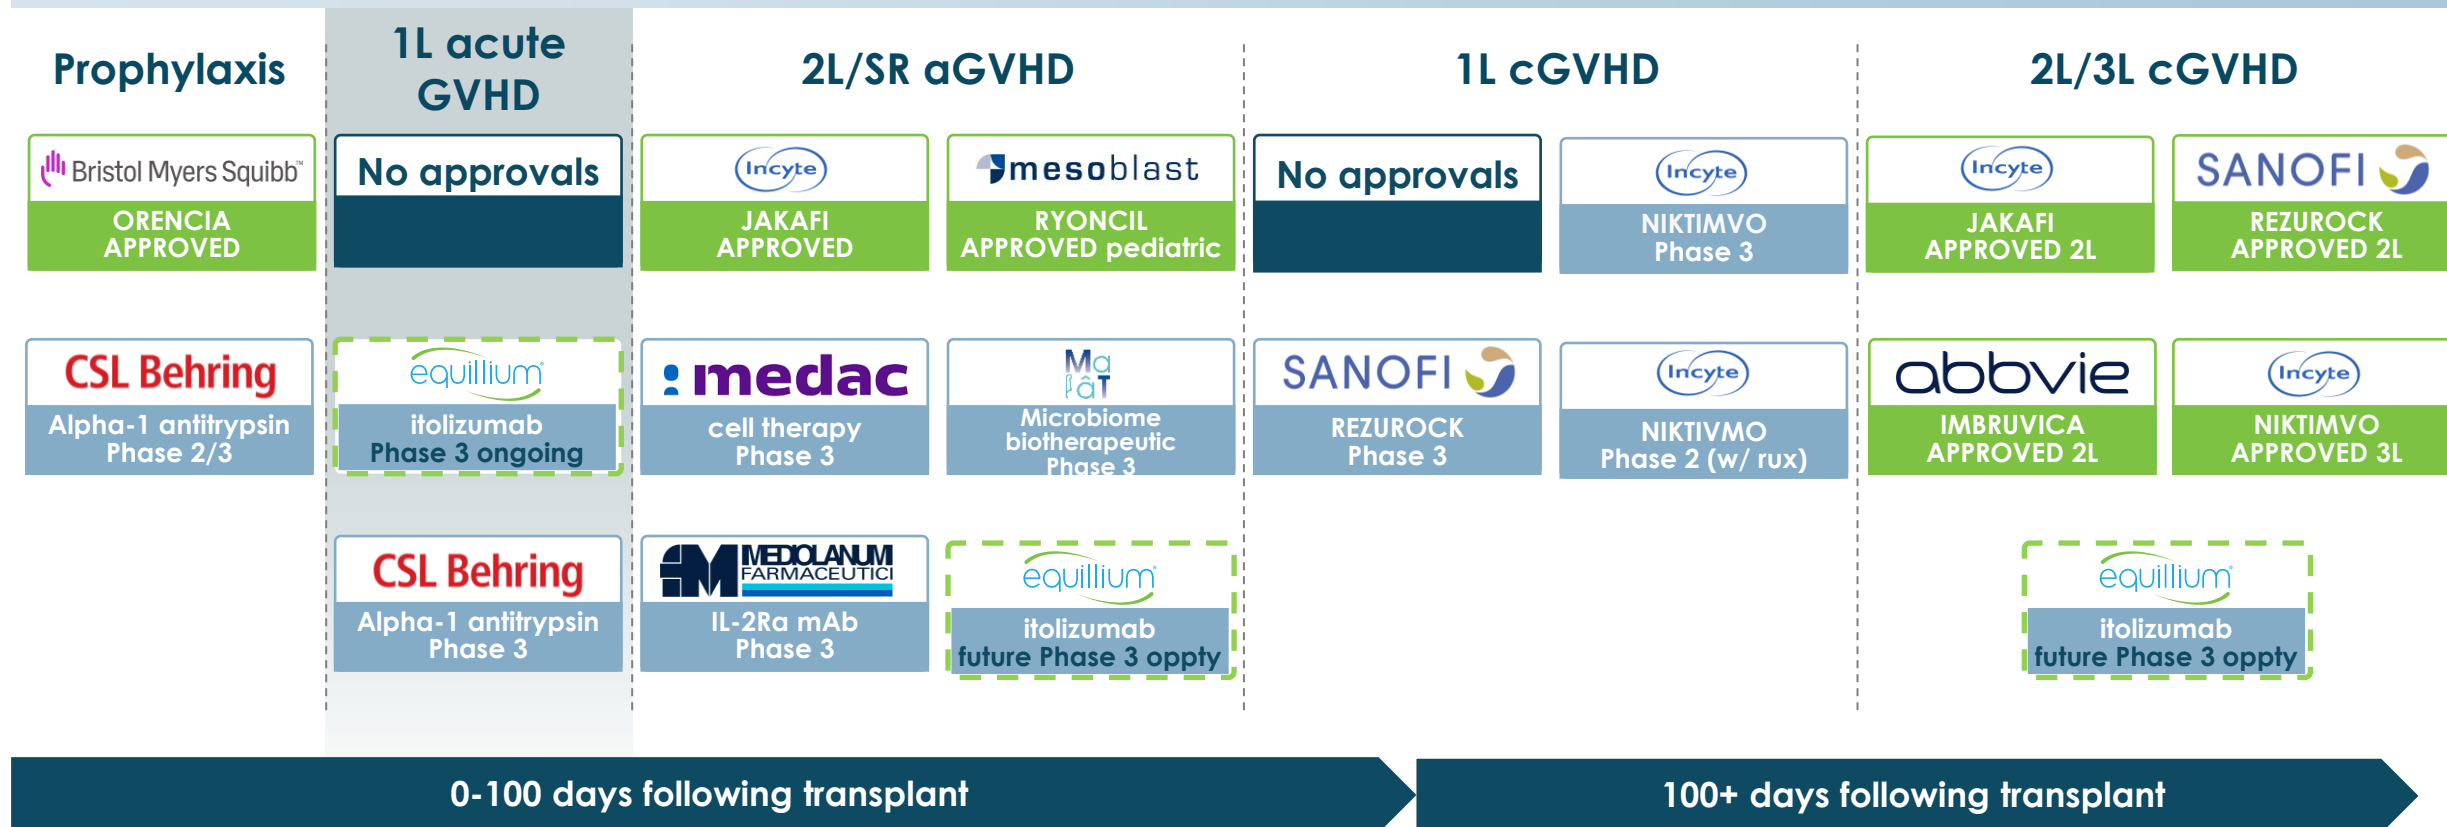 Prophylaxis
1L acute
GVHD
2L/SR aGVHD
1L cGVHD
2L/3L cGVHD
Bristol Myers Squibb™
ORENCIA
APPROVED
No approvals
Incyte
JAKAFI
APPROVED
mesoblast
RYONCIL
APPROVED pediatric
No approvals
Incyte
NIKTIMVO
Phase 3
Incyte
JAKAFI
APPROVED 2L
SANOFI
REZUROCK
APPROVED 2L
CSL Behring
Alpha-1 antitrypsin
Phase 2/3
equillium
itolizumab
Phase 3 ongoing
medac
cell therapy
Phase 3
MaaT
Microbiome
biotherapeutic
Phase 3
SANOFI
REZUROCK
Phase 3
Incyte
NIKTIVMO
Phase 2 (w/ rux)
abbvie
IMBRUVICA
APPROVED 2L
Incyte
NIKTIMVO
APPROVED 3L
CSL Behring
Alpha-1 antitrypsin
Phase 3
MEDIOLANUM
FARMACEUTICI
IL-2Ra mAb
Phase 3
equillium
itolizumab
future Phase 3 oppty
equillium
itolizumab
future Phase 3 oppty
0-100 days following transplant
100+ days following transplant